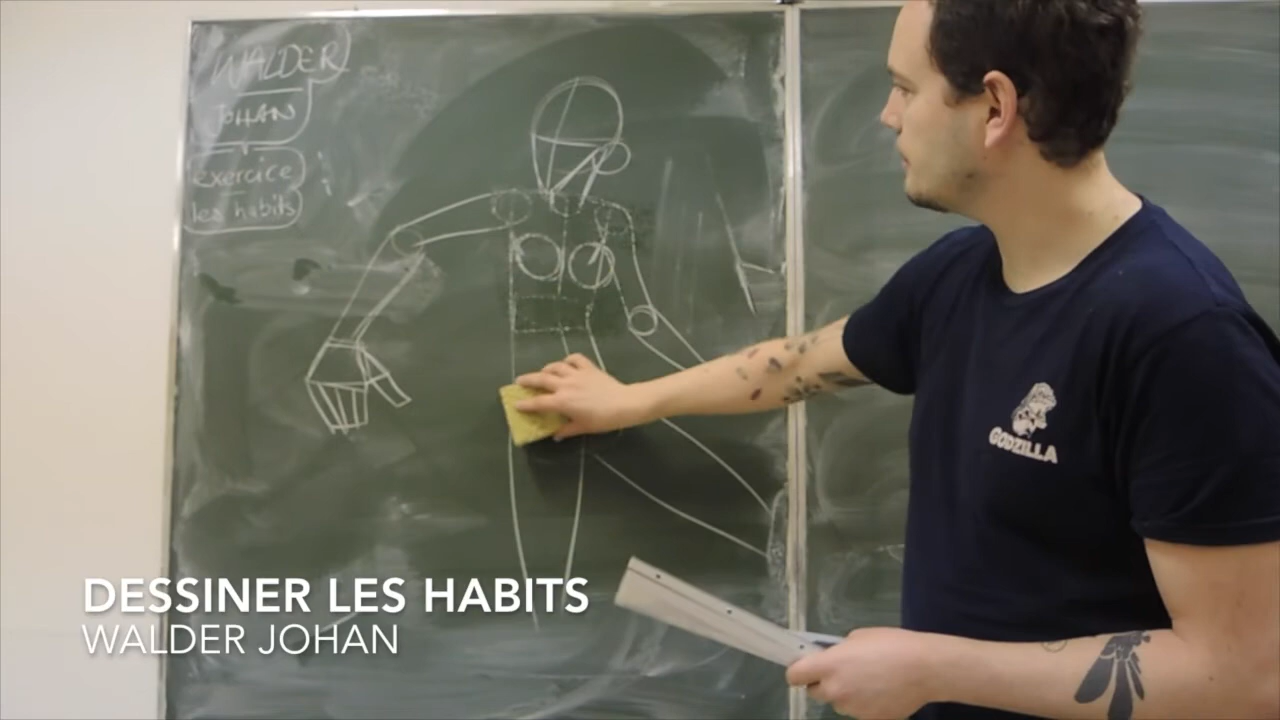 WALDER
JOHAN
exercice
les habits
GODZILLA
DESSINER LES HABITS
WALDER JOHAN